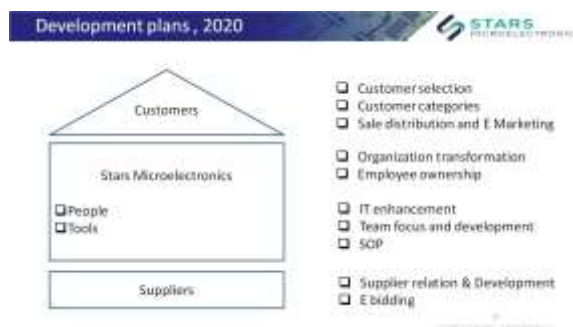 Development plans , 2020
STARS
MICROELECTRONICS
Customers
Stars Microelectronics
People
Tools
Suppliers
Customer selection
Customer categories
Sale distribution and E Marketing
Organization transformation
Employee ownership
IT enhancement
Team focus and development
SOP
Supplier relation & Development
E bidding